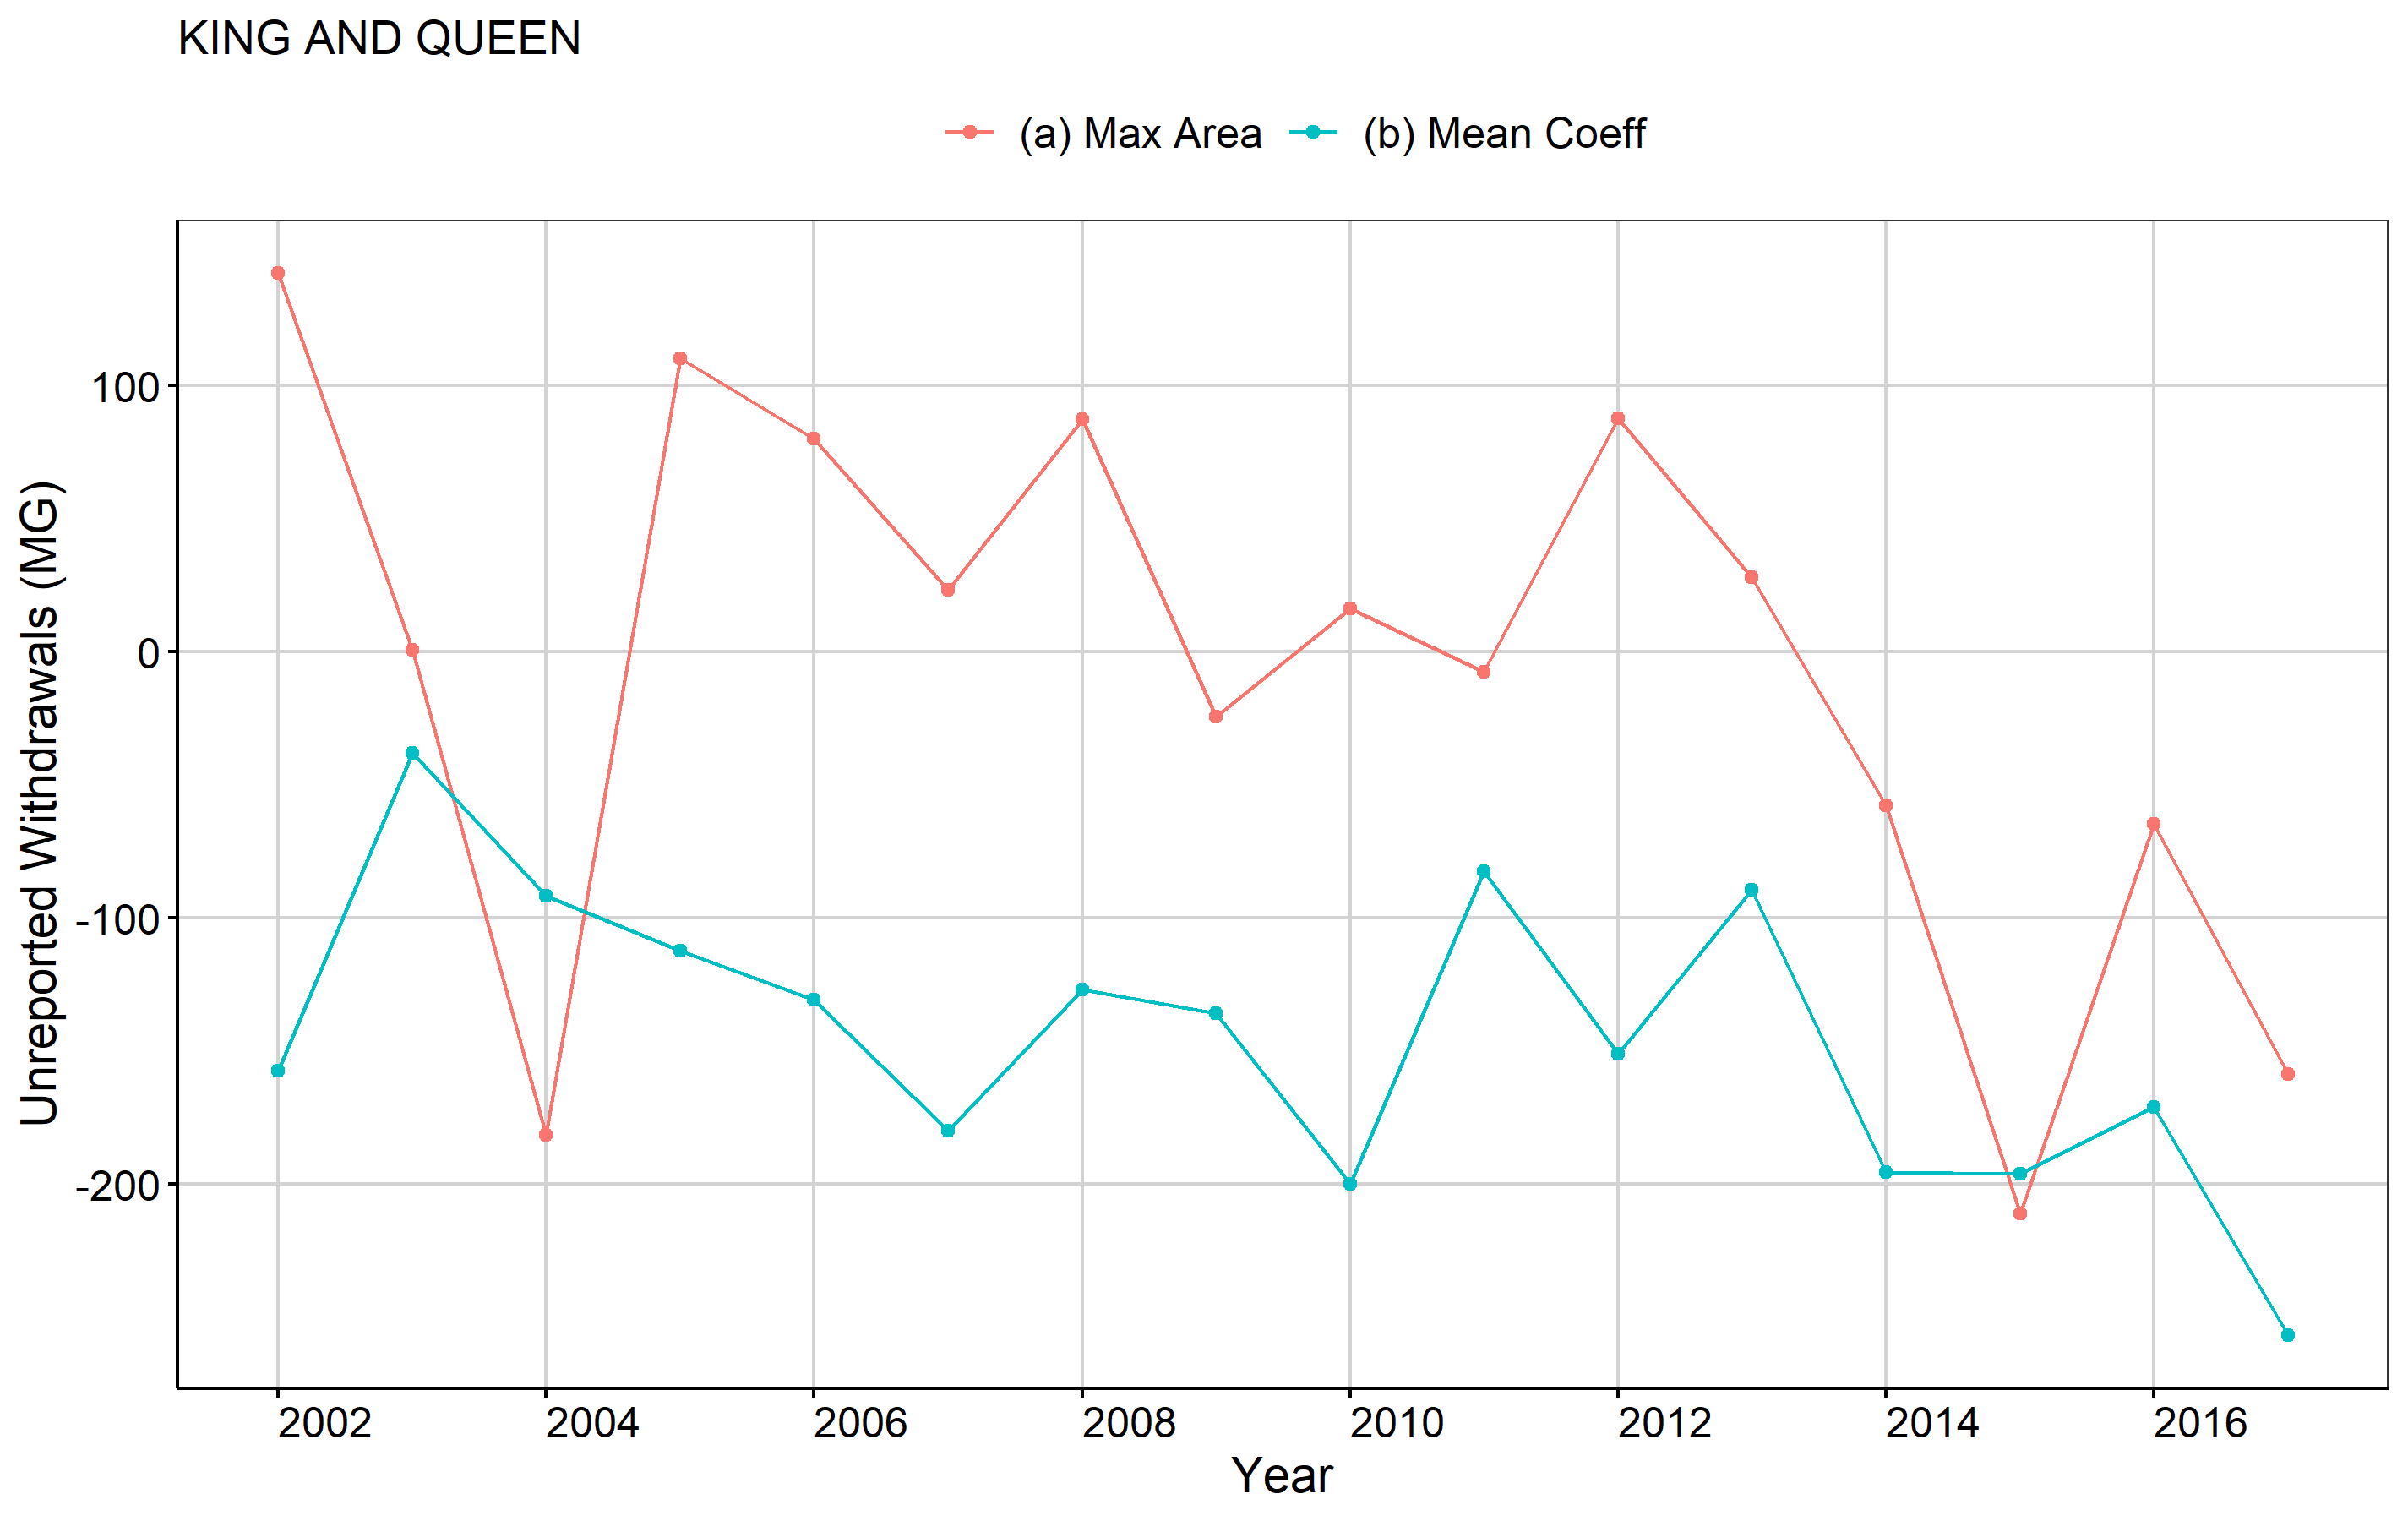 KING AND QUEEN
(a) Max Area (b) Mean Coeff
Unreported Withdrawals (MG)
100
0
-100
-200
2002 2004 2006 2008 2010 2012 2014 2016
Year